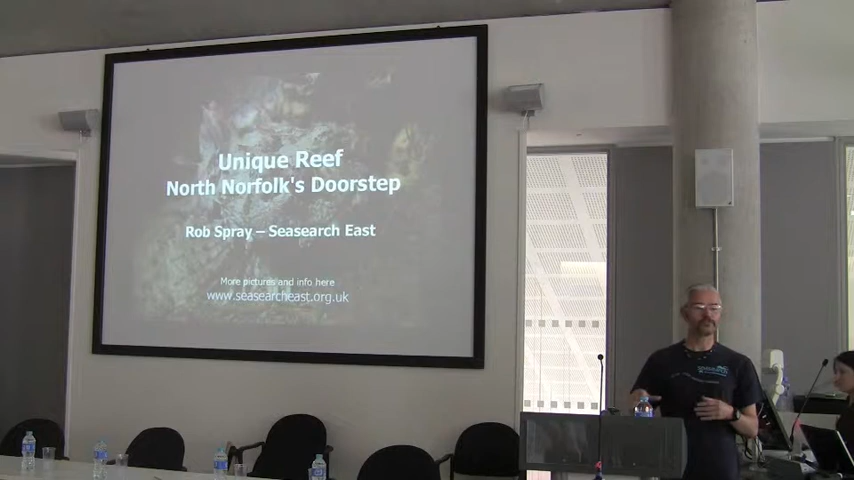 Unique Reef
North Norfolk's Doorstep
Rob Spray – Seasearch East
More pictures and info here
www.seasearcheast.org.uk